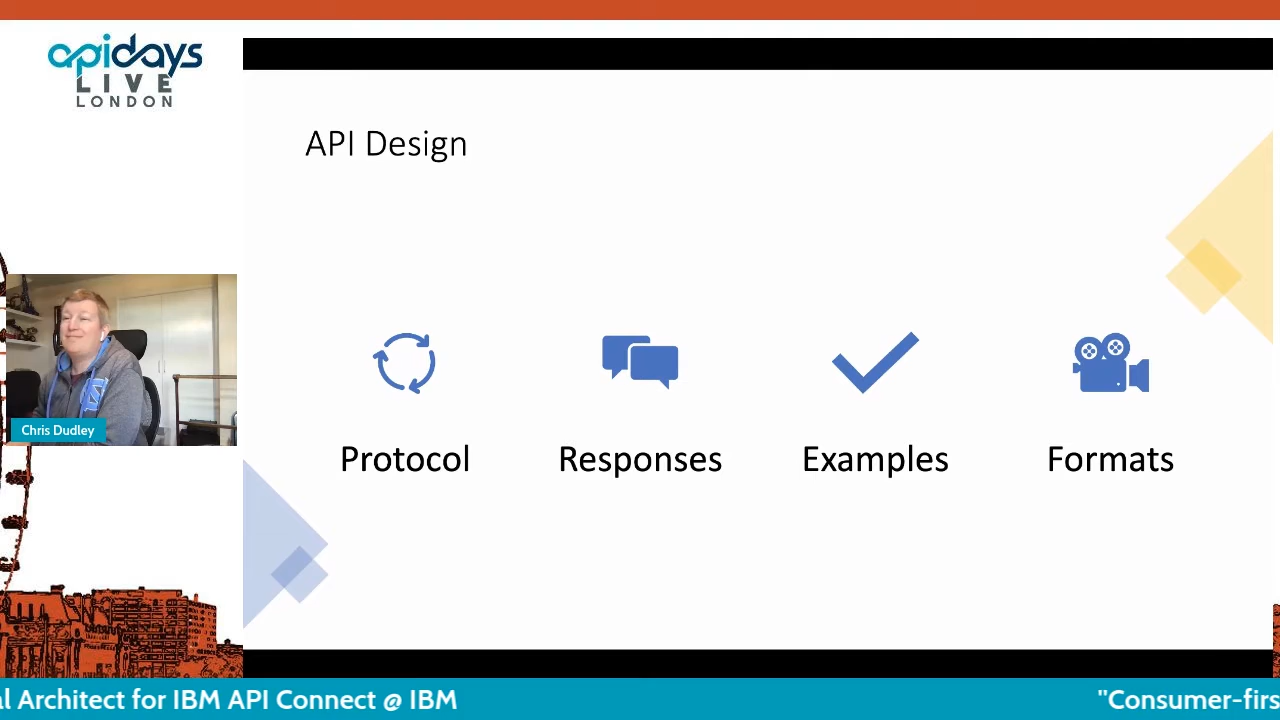 apidays
LIVE
LONDON
API Design
Protocol
Responses
Examples
Formats
Chris Dudley
al Architect for IBM API Connect @ IBM
"Consumer-firs